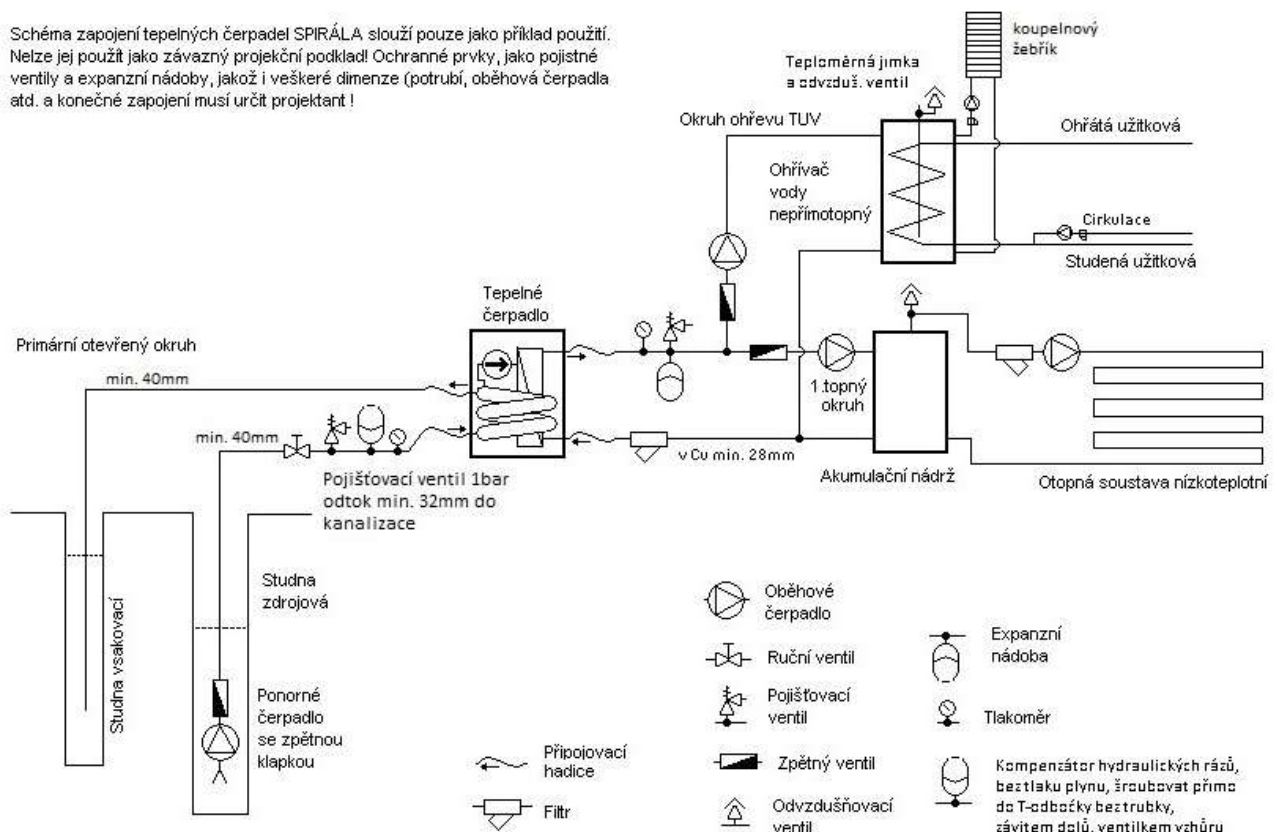 Schéma zapojení tepelných čerpadel SPIRÁLA slouží pouze jako příklad použití.
Nelze jej použít jako závazný projekční podklad! Ochranné prvky, jako pojistné
ventily a expanzní nádoby, jakož i veškeré dimenze (potrubí, oběhová čerpadla
atd. a konečné zapojení musí určit projektant !
koupelnový
žebřík
Teploměrná jímka
a odvzduš. ventil
Okruh ohřevu TUV
Ohřátá užitková
Ohřívač
vody
nepřímotopný
Cirkulace
Studená užitková
Tepelné
čerpadlo
Primární otevřený okruh
min. 40mm
1.topný
okruh
min. 40mm
v Cu min. 28mm
Akumulační nádrž
Otopná soustava nízkoteplotní
Pojišťovací ventil 1bar
odtok min. 32mm do
kanalizace
Studna
zdrojová
Studna vsakovací
Ponorné
čerpadlo
se zpětnou
klapkou
Připojovací
hadice
Filtr
Oběhové
čerpadlo
Ruční ventil
Pojišťovací
ventil
Zpětný ventil
Odvzdušňovací
ventil
Expanzní
nádoba
Tlakoměr
Kompenzátor hydraulických rázů,
bez tlaku plynu, šroubovat přímo
do T-odbočky bez trubky,
závitem dolů, ventilkem vzhůru